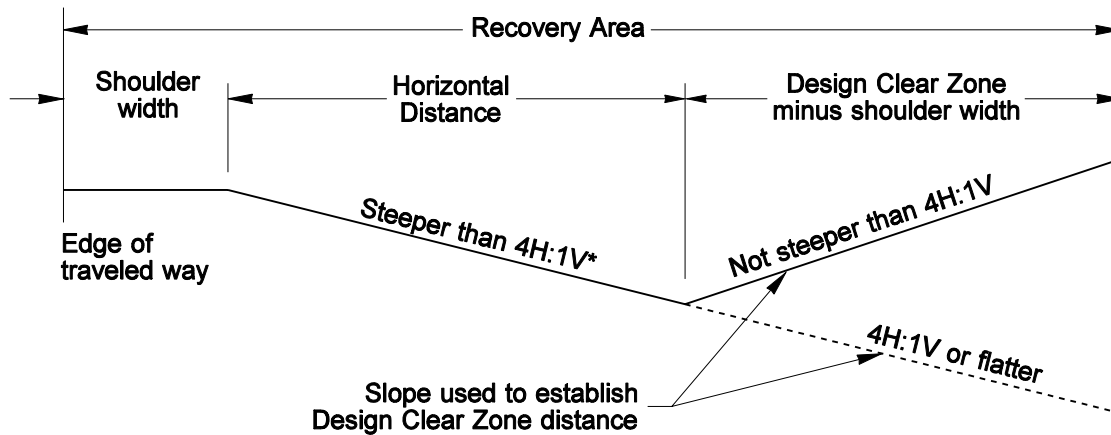 Recovery Area
Shoulder
width
Horizontal
Distance
Design Clear Zone
minus shoulder width
Steeper than 4H:1V*
Not steeper than 4H:1V
Edge of
traveled way
4H:1V or flatter
Slope used to establish
Design Clear Zone distance